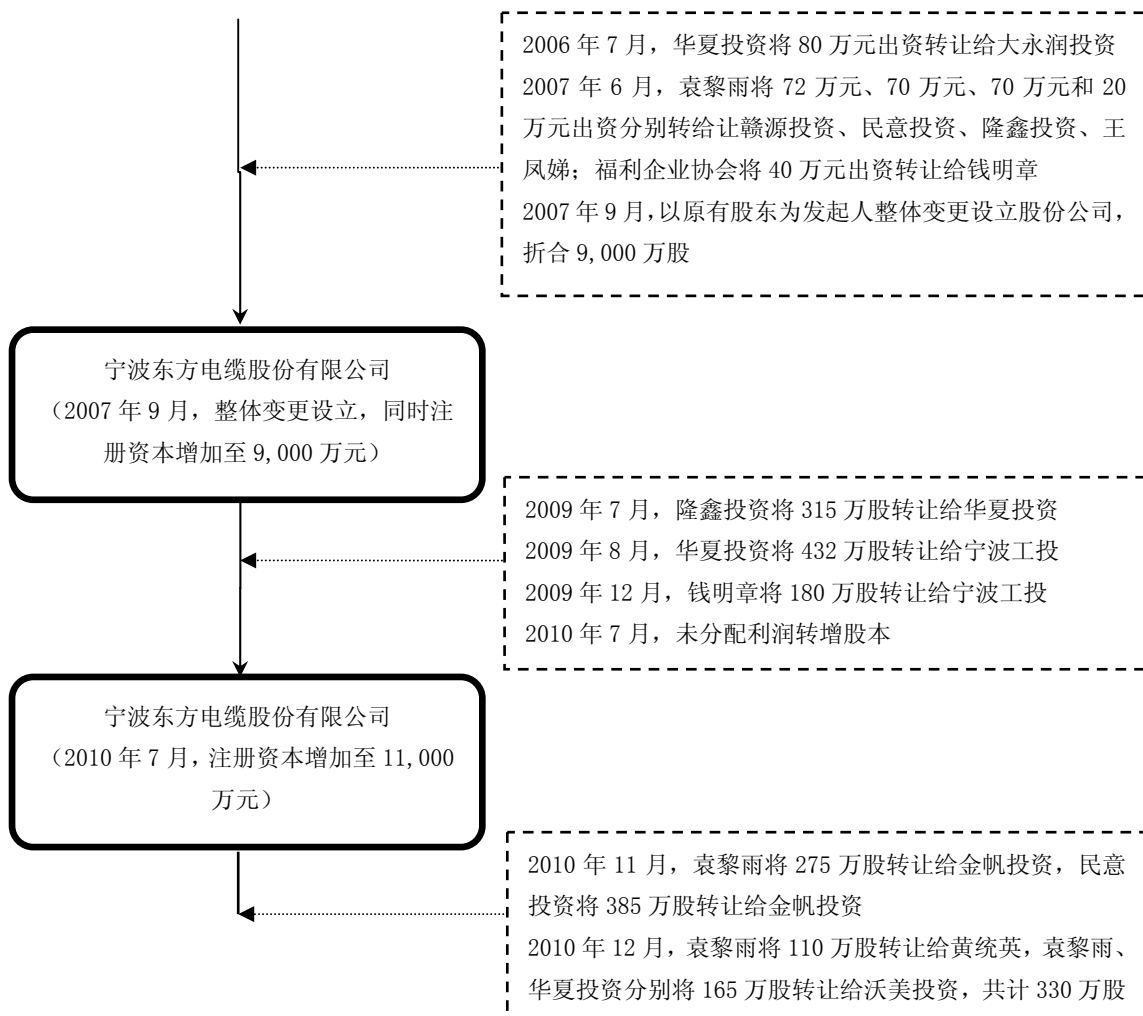 2006 年 7 月，华夏投资将 80 万元出资转让给大永润投资
2007 年 6 月，袁黎雨将 72 万元、70 万元、70 万元和 20
万元出资分别转给让赣源投资、民意投资、隆鑫投资、王
凤娣；福利企业协会将 40 万元出资转让给钱明章
2007 年 9 月，以原有股东为发起人整体变更设立股份公司，
折合 9,000 万股
宁波东方电缆股份有限公司
（2007 年 9 月，整体变更设立，同时注
册资本增加至 9,000 万元）
2009 年 7 月，隆鑫投资将 315 万股转让给华夏投资
2009 年 8 月，华夏投资将 432 万股转让给宁波工投
2009 年 12 月，钱明章将 180 万股转让给宁波工投
2010 年 7 月，未分配利润转增股本
宁波东方电缆股份有限公司
（2010 年 7 月，注册资本增加至 11,000
万元）
2010 年 11 月，袁黎雨将 275 万股转让给金帆投资，民意
投资将 385 万股转让给金帆投资
2010 年 12 月，袁黎雨将 110 万股转让给黄统英，袁黎雨、
华夏投资分别将 165 万股转让给沃美投资，共计 330 万股